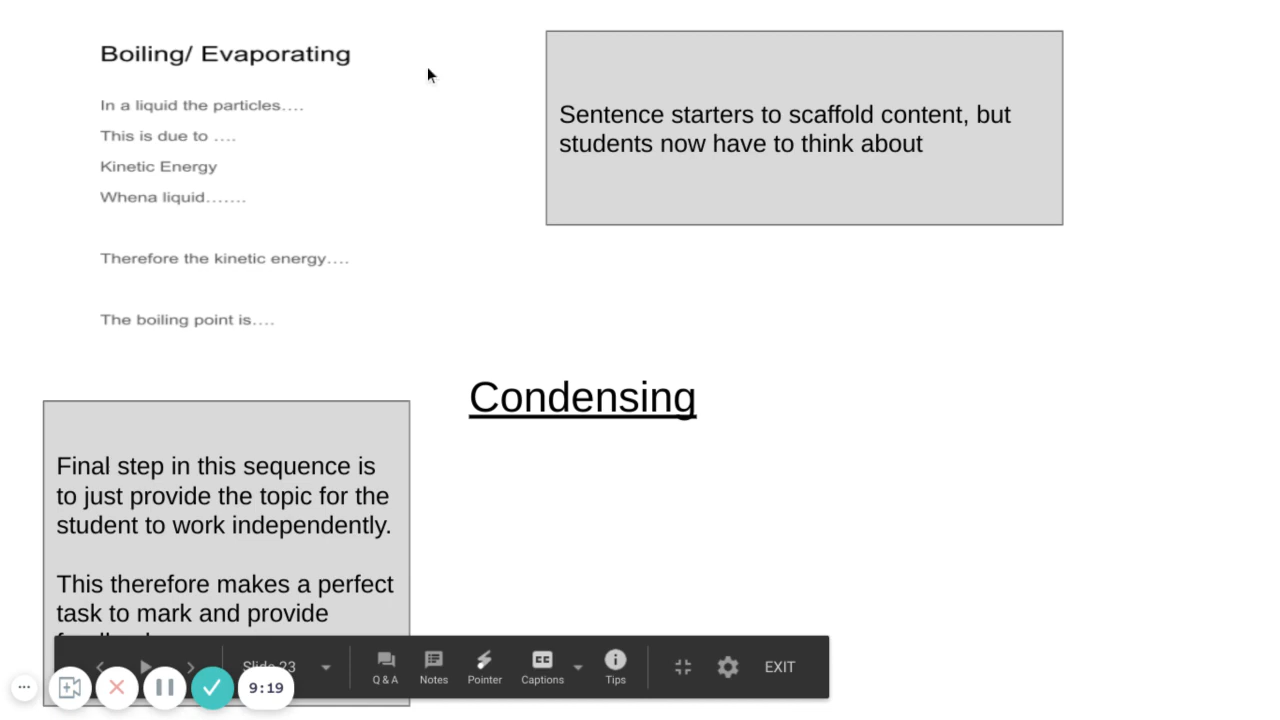 Boiling/ Evaporating
In a liquid the particles....
This is due to ....
Kinetic Energy
Whena liquid.......
Therefore the kinetic energy....
The boiling point is....
Sentence starters to scaffold content, but
students now have to think about
Condensing
Final step in this sequence is
to just provide the topic for the
student to work independently.
This therefore makes a perfect
task to mark and provide
Slide 23
Q & A
Notes
Pointer
CC
Captions
Tips
EXIT
9:19